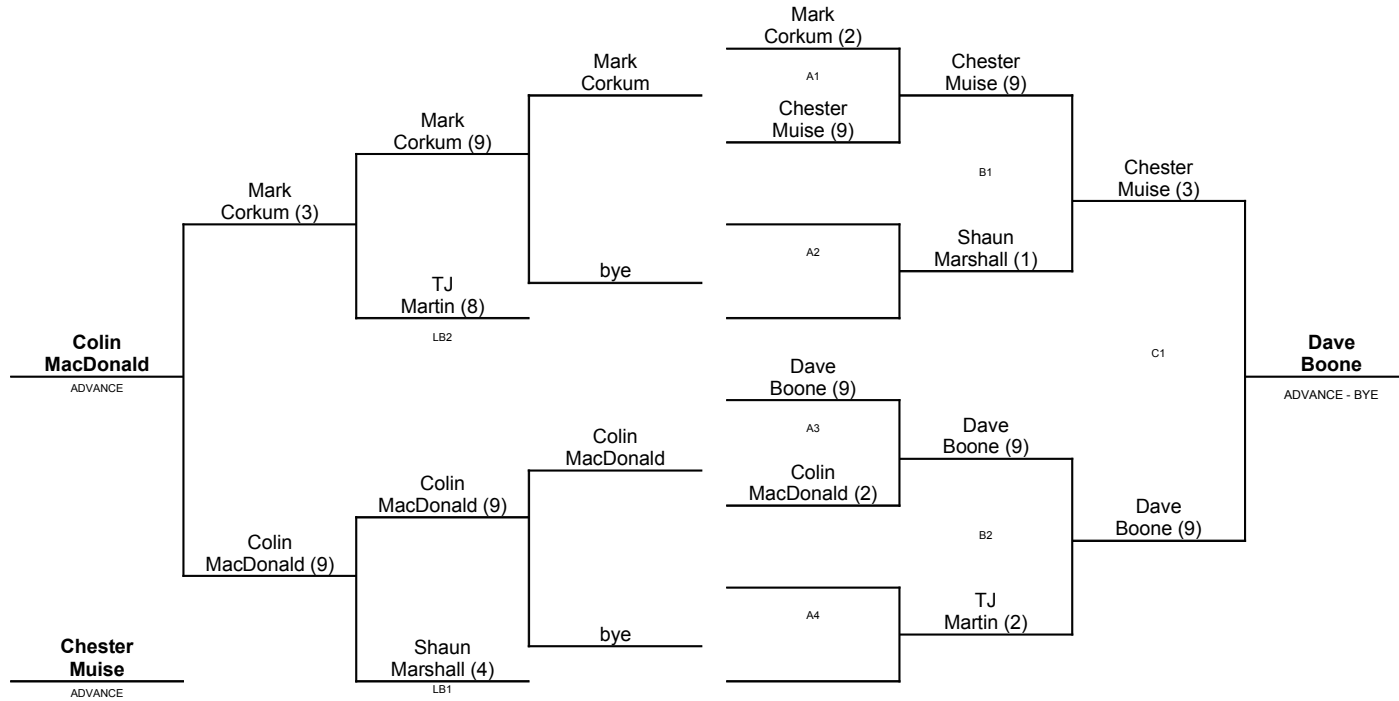 Mark
Corkum (2)
Mark
Corkum
Chester
Muise (9)
A1
Chester
Muise (9)
Mark
Corkum (9)
B1
Chester
Muise (3)
Mark
Corkum (3)
Shaun
Marshall (1)
A2
bye
TJ
Martin (8)
LB2
Colin
MacDonald
ADVANCE
Dave
Boone
ADVANCE - BYE
C1
Dave
Boone (9)
A3
Colin
MacDonald
Dave
Boone (9)
Colin
MacDonald (2)
Colin
MacDonald (9)
Dave
Boone (9)
B2
Colin
MacDonald (9)
TJ
Martin (2)
A4
bye
Chester
Muise
ADVANCE
Shaun
Marshall (4)
LB1